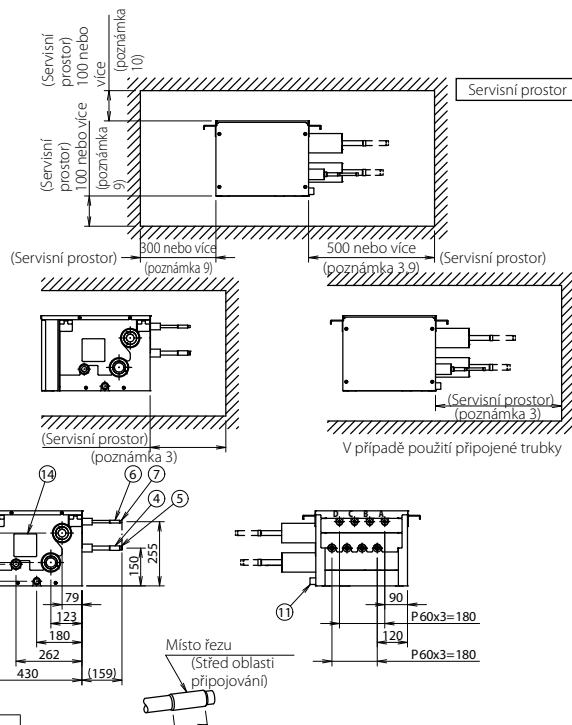 (Servisní
prostor)
100 nebo
více
(poznámka
10)
Servisní prostor
(Servisní
prostor)
100 nebo více
(poznámka
9)
(Servisní prostor)
300 nebo více
(poznámka 9)
500 nebo více
(poznámka 3,9)
(Servisní prostor)
(Servisní prostor)
(poznámka 3)
(Servisní prostor)
(poznámka 3)
V případě použití připojené trubky
14
6
7
4
5
D C B A
150
255
79
123
180
262
430
(159)
11
90
P60x3=180
120
P60x3=180
Místo řezu
(Střed oblasti
připojování)